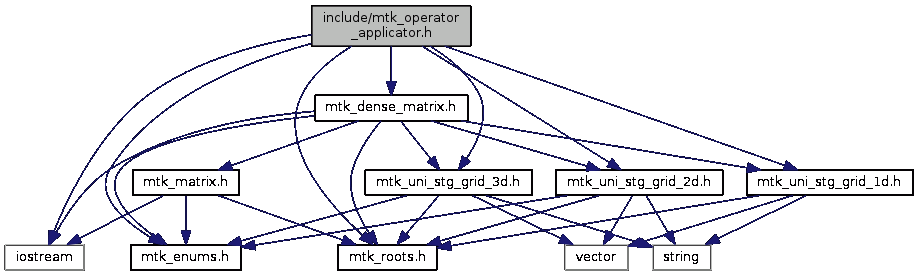 include/mtk_operator
_applicator.h
mtk_dense_matrix.h
mtk_matrix.h
mtk_uni_stg_grid_3d.h
mtk_uni_stg_grid_2d.h
mtk_uni_stg_grid_1d.h
iostream
mtk_enums.h
mtk_roots.h
vector
string